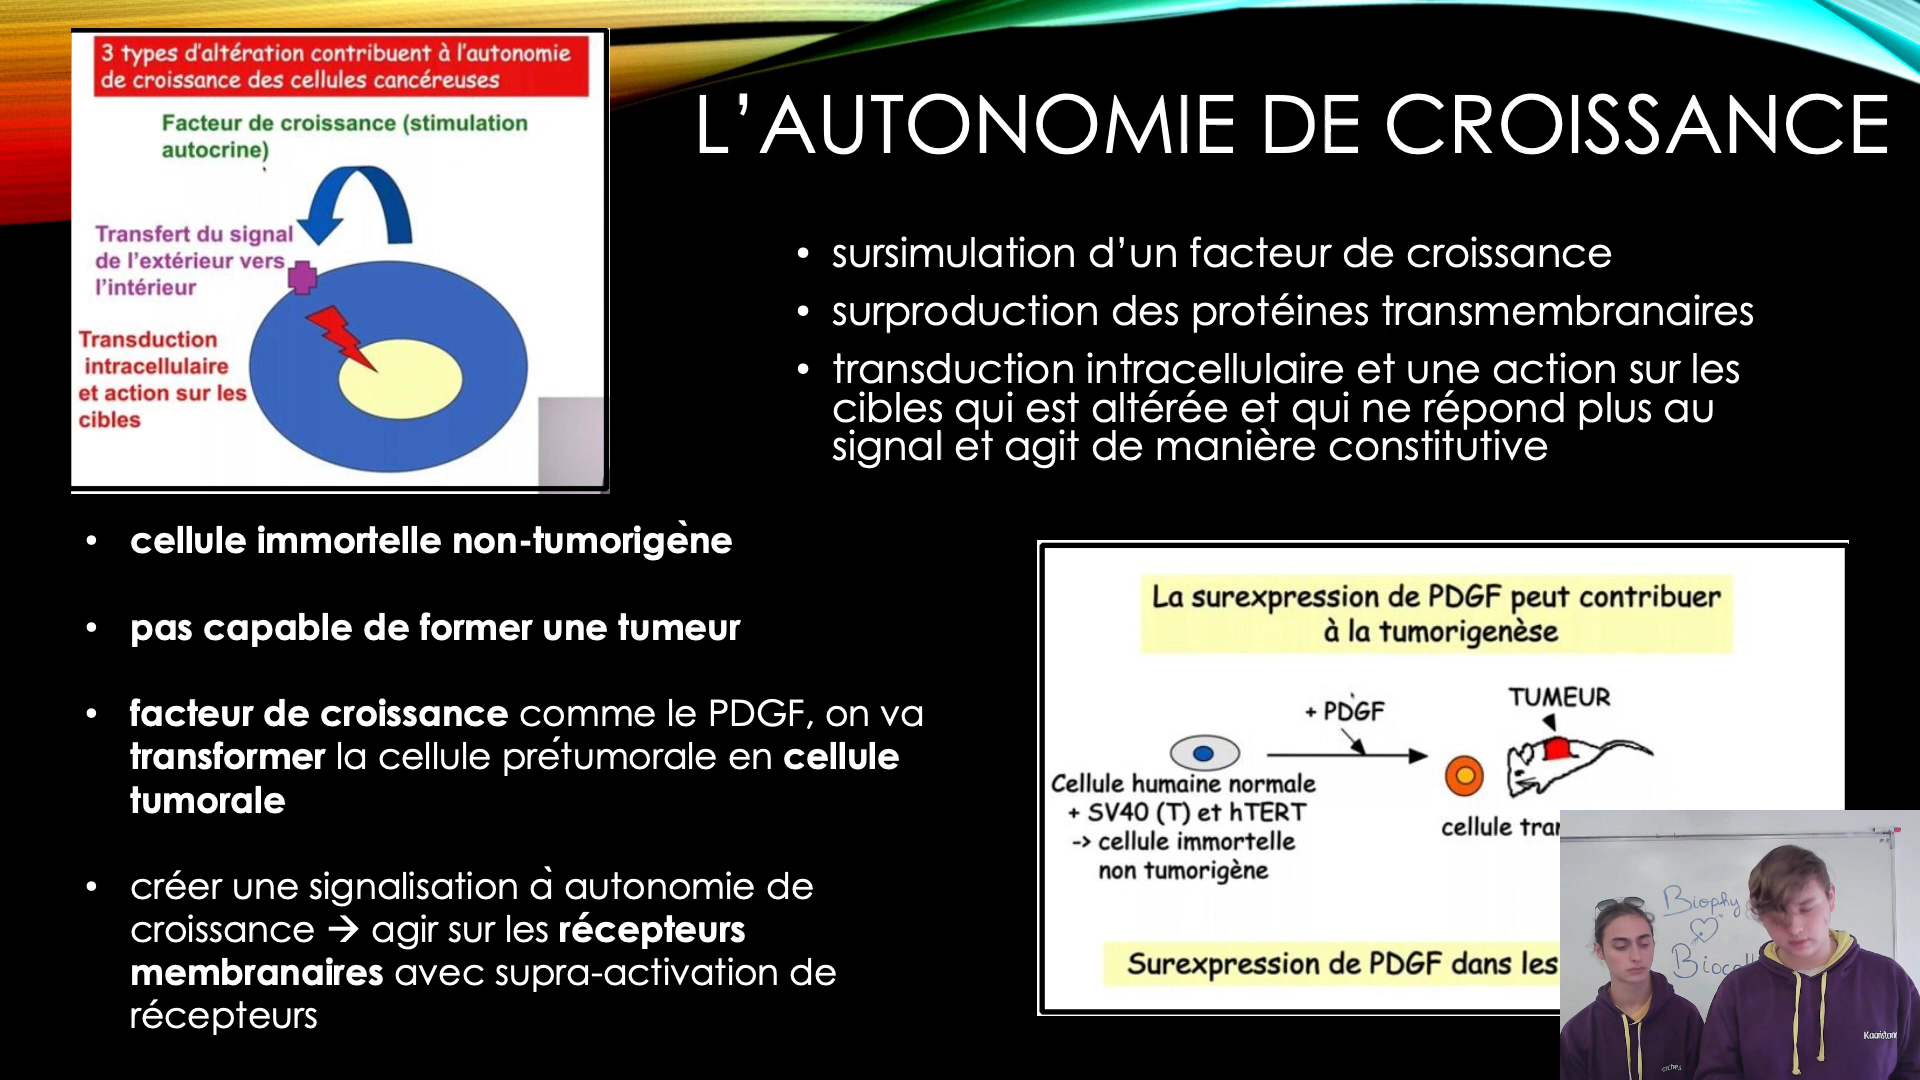 3 types d'altération contribuent à l'autonomie
de croissance des cellules cancéreuses
Facteur de croissance (stimulation
autocrine)
Transfert du signal
de l'extérieur vers
l'intérieur
Transduction
intracellulaire
et action sur les
cibles
L'AUTONOMIE DE CROISSANCE
• sursimulation d'un facteur de croissance
• surproduction des protéines transmembranaires
• transduction intracellulaire et une action sur les
cibles qui est altérée et qui ne répond plus au
signal et agit de manière constitutive
• cellule immortelle non-tumorigène
• pas capable de former une tumeur
• facteur de croissance comme le PDGF, on va
transformer la cellule prétumorale en cellule
tumorale
• créer une signalisation à autonomie de
croissance → agir sur les récepteurs
membranaires avec supra-activation de
récepteurs
La surexpression de PDGF peut contribuer
à la tumorigenèse
+ PDGF
TUMEUR
Cellule humaine normale
+ SV40 (T) et hTERT
-> cellule immortelle
non tumorigène
cellule
Surexpression de PDGF dans les
Biophy